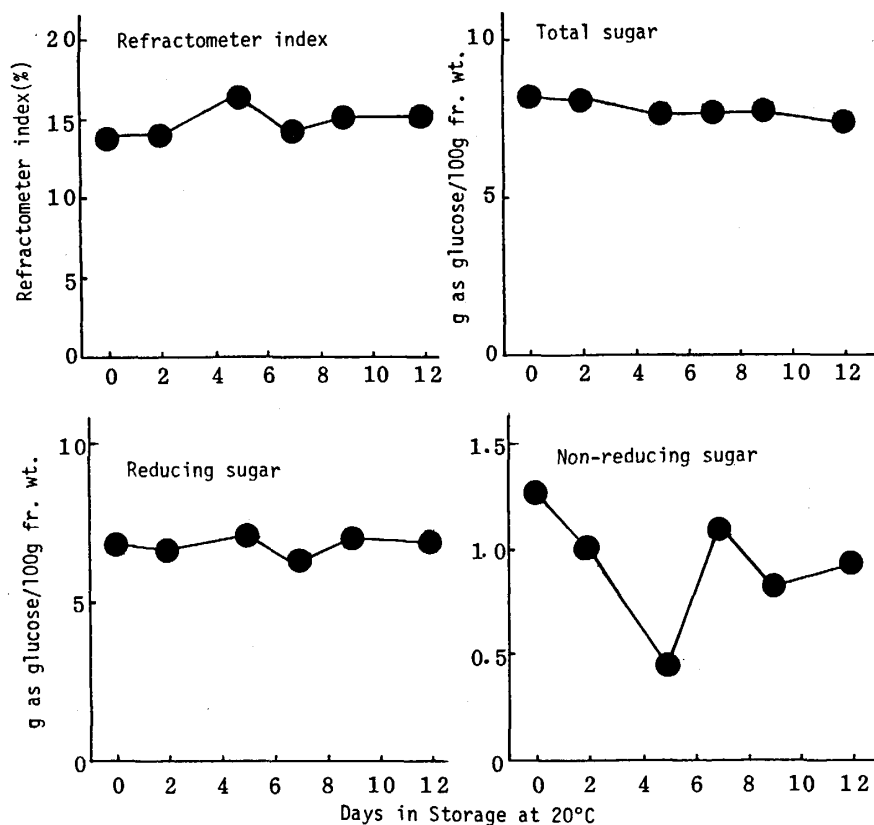 Refractometer index
Refractometer index(%)
20
15
10
5
0
0 2 4 6 8 10 12
Total sugar
g as glucose/100g fr. wt.
10
5
0
0 2 4 6 8 10 12
Reducing sugar
g as glucose/100g fr. wt.
10
5
0
0 2 4 6 8 10 12
Non-reducing sugar
1.5
1.0
0.5
0
0 2 4 6 8 10 12
Days in Storage at 20°C